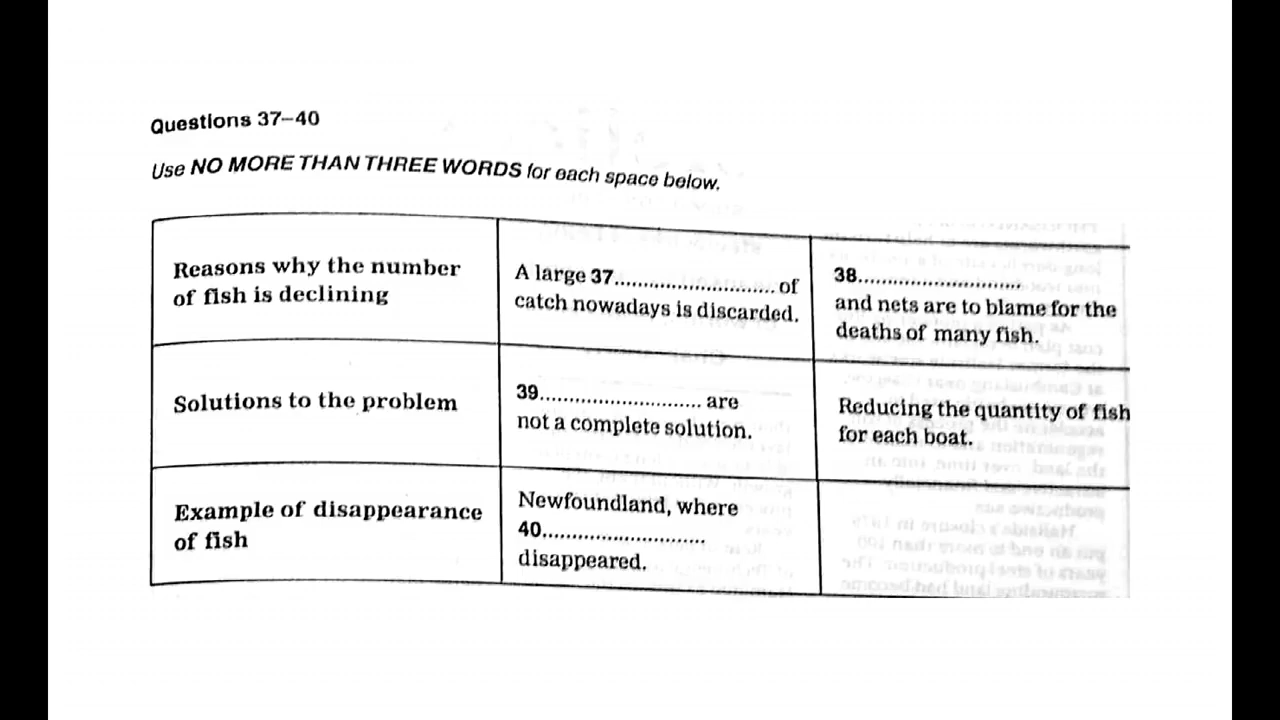 Questions 37–40
Use NO MORE THAN THREE WORDS for each space below.
Reasons why the number
of fish is declining
A large 37........................... of
catch nowadays is discarded.
38...........................
and nets are to blame for the
deaths of many fish.
Solutions to the problem
39........................... are
not a complete solution.
Reducing the quantity of fish
for each boat.
Example of disappearance
of fish
Newfoundland, where
40...........................
disappeared.